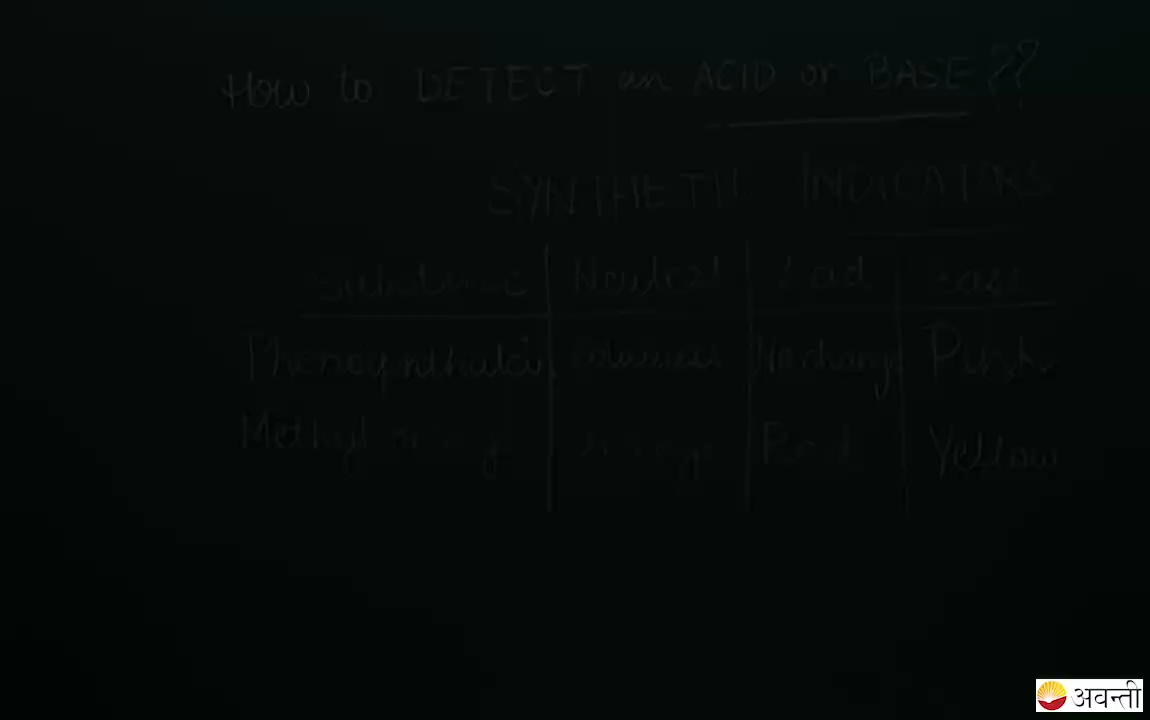 How to DETECT an ACID or BASE??
SYNTHETIC INDICATORS
Substance Neutral Acid Base
Colourless No change Pink
Methyl orange orange Red Yellow
अवन्ती